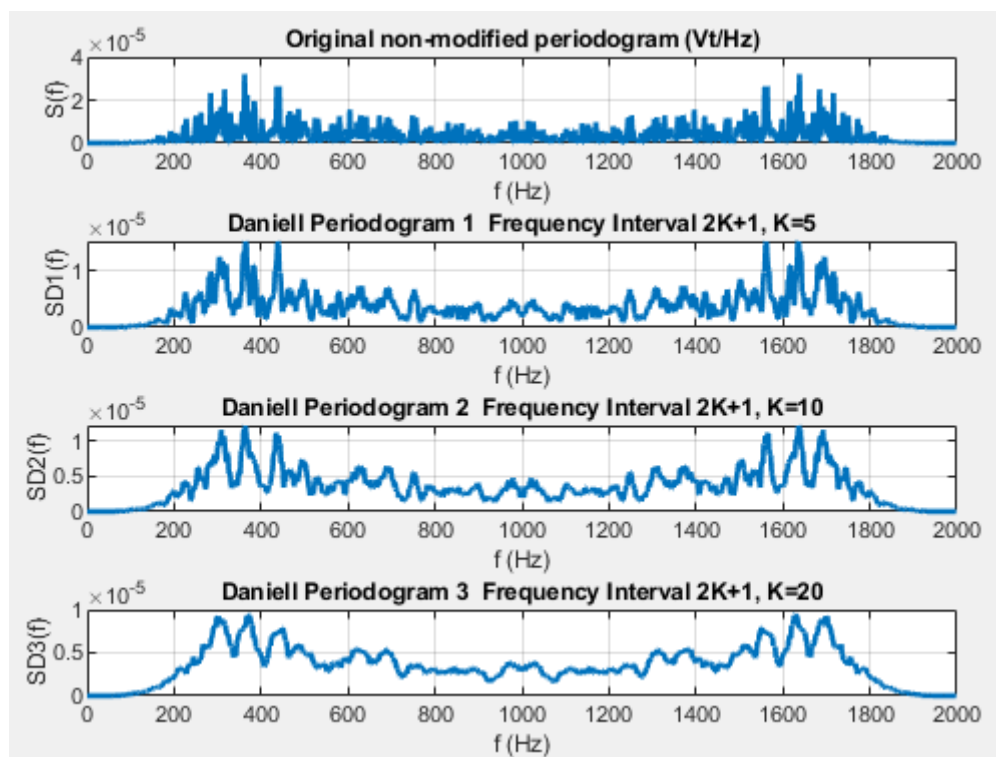 Original non-modified periodogram (Vt/Hz)
×10-5
4
2
0
S(f)
0 200 400 600 800 1000 1200 1400 1600 1800 2000
f (Hz)
Daniell Periodogram 1 Frequency Interval 2K+1, K=5
×10-5
1
0
SD1(f)
0 200 400 600 800 1000 1200 1400 1600 1800 2000
f (Hz)
Daniell Periodogram 2 Frequency Interval 2K+1, K=10
×10-5
1
0.5
0
SD2(f)
0 200 400 600 800 1000 1200 1400 1600 1800 2000
f (Hz)
Daniell Periodogram 3 Frequency Interval 2K+1, K=20
×10-5
1
0.5
0
SD3(f)
0 200 400 600 800 1000 1200 1400 1600 1800 2000
f (Hz)